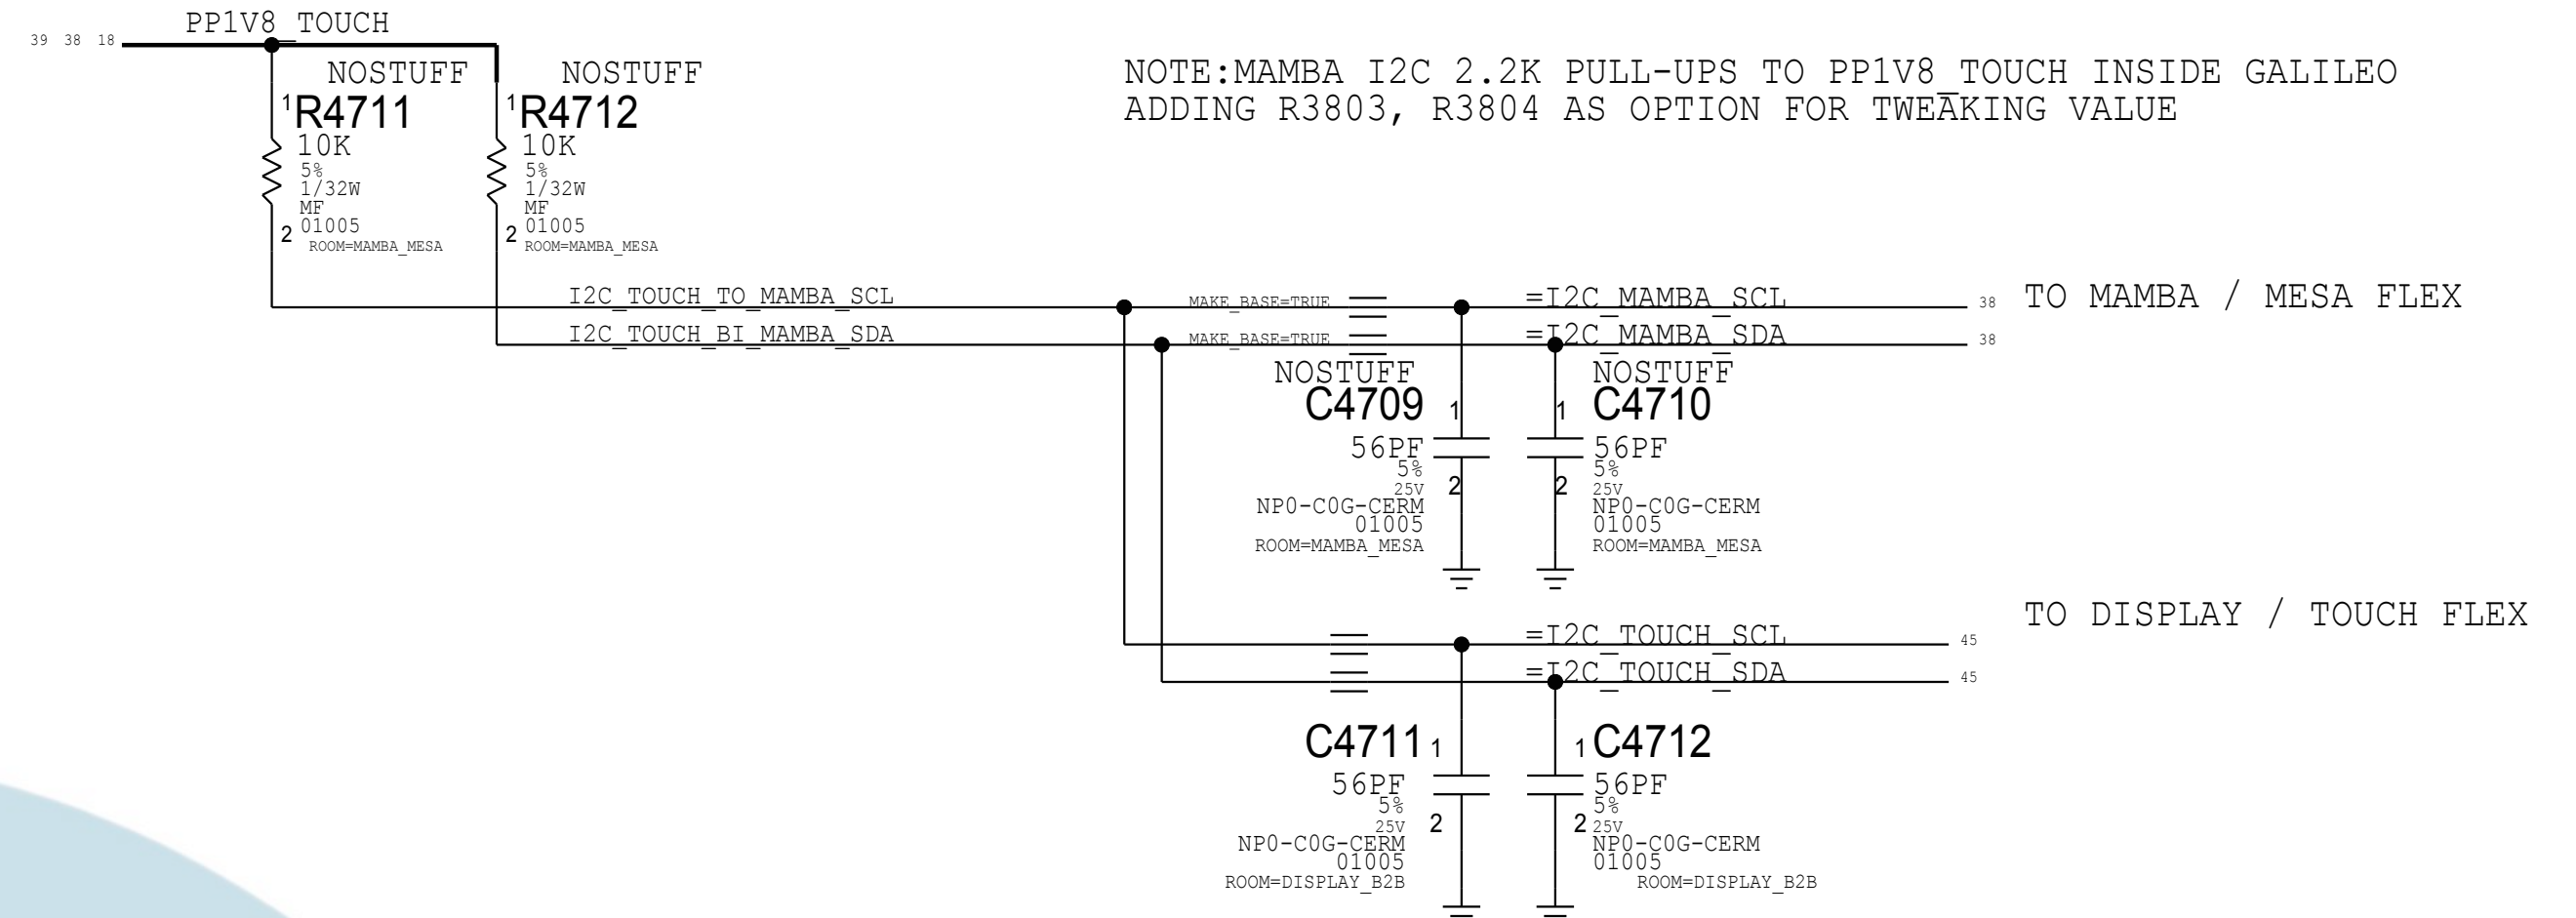 PP1V8_TOUCH
39 38 18
NOSTUFF
NOSTUFF
NOTE:MAMBA I2C 2.2K PULL-UPS TO PP1V8_TOUCH INSIDE GALILEO
ADDING R3803, R3804 AS OPTION FOR TWEAKING VALUE
1 R4711
10K
5%
1/32W
MF
01005
2
ROOM=MAMBA_MESA
1 R4712
10K
5%
1/32W
MF
01005
2
ROOM=MAMBA_MESA
I2C_TOUCH_TO_MAMBA_SCL
MAKE_BASE=TRUE
=I2C_MAMBA_SCL
38
TO MAMBA / MESA FLEX
I2C_TOUCH_BI_MAMBA_SDA
MAKE_BASE=TRUE
=I2C_MAMBA_SDA
38
NOSTUFF
C4709
1
56PF
5%
25V
2
NP0-C0G-CERM
01005
ROOM=MAMBA_MESA
NOSTUFF
1
C4710
56PF
5%
25V
2
NP0-C0G-CERM
01005
ROOM=MAMBA_MESA
TO DISPLAY / TOUCH FLEX
=I2C_TOUCH_SCL
45
=I2C_TOUCH_SDA
45
C4711
1
56PF
5%
25V
2
NP0-C0G-CERM
01005
ROOM=DISPLAY_B2B
1
C4712
56PF
5%
2
25V
NP0-C0G-CERM
01005
ROOM=DISPLAY_B2B